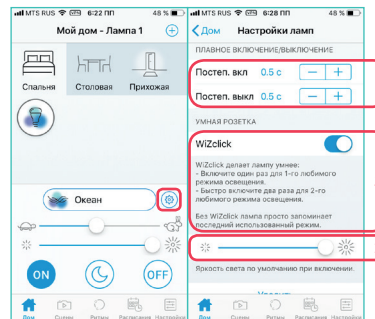 MTS RUS 6:22 ПП 48 %
Мой дом - Лампа 1
Спальня Столовая Прихожая
Океан
ON OFF
Дом Сцены Ритмы Расписания Настройки
MTS RUS 6:28 ПП 48 %
Дом Настройки ламп
ПЛАВНОЕ ВКЛЮЧЕНИЕ/ВЫКЛЮЧЕНИЕ
Постеп. вкл 0.5 с − +
Постеп. выкл 0.5 с − +
УМНАЯ РОЗЕТКА
WiZclick
WiZclick делает лампу умнее:
- Включите один раз для 1-го любимого
режима освещения.
- Быстро включите два раза для 2-го
любимого режима освещения.
Без WiZclick лампа просто запоминает
последний использованный режим.
Яркость света по умолчанию при включении.
Дом Сцены Ритмы Расписания Настройки